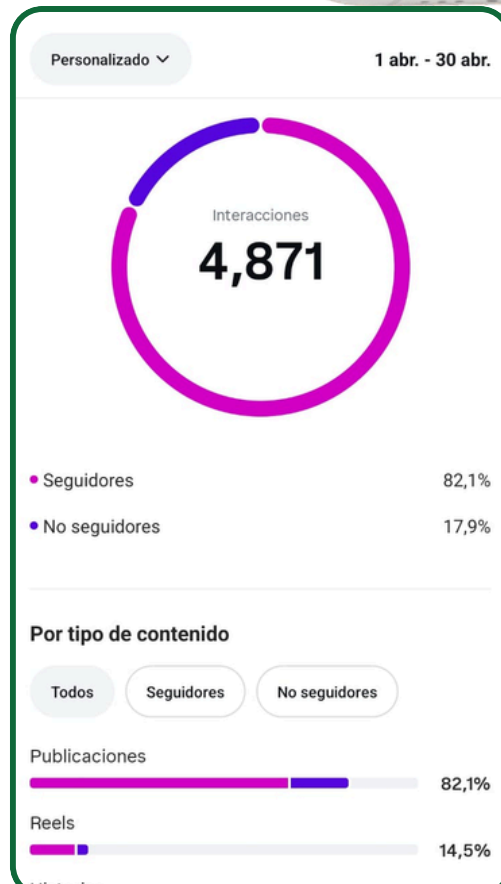 Personalizado
1 abr. - 30 abr.
Interacciones
4,871
Seguidores 82,1%
No seguidores 17,9%
Por tipo de contenido
Todos Seguidores No seguidores
Publicaciones
82,1%
Reels
14,5%